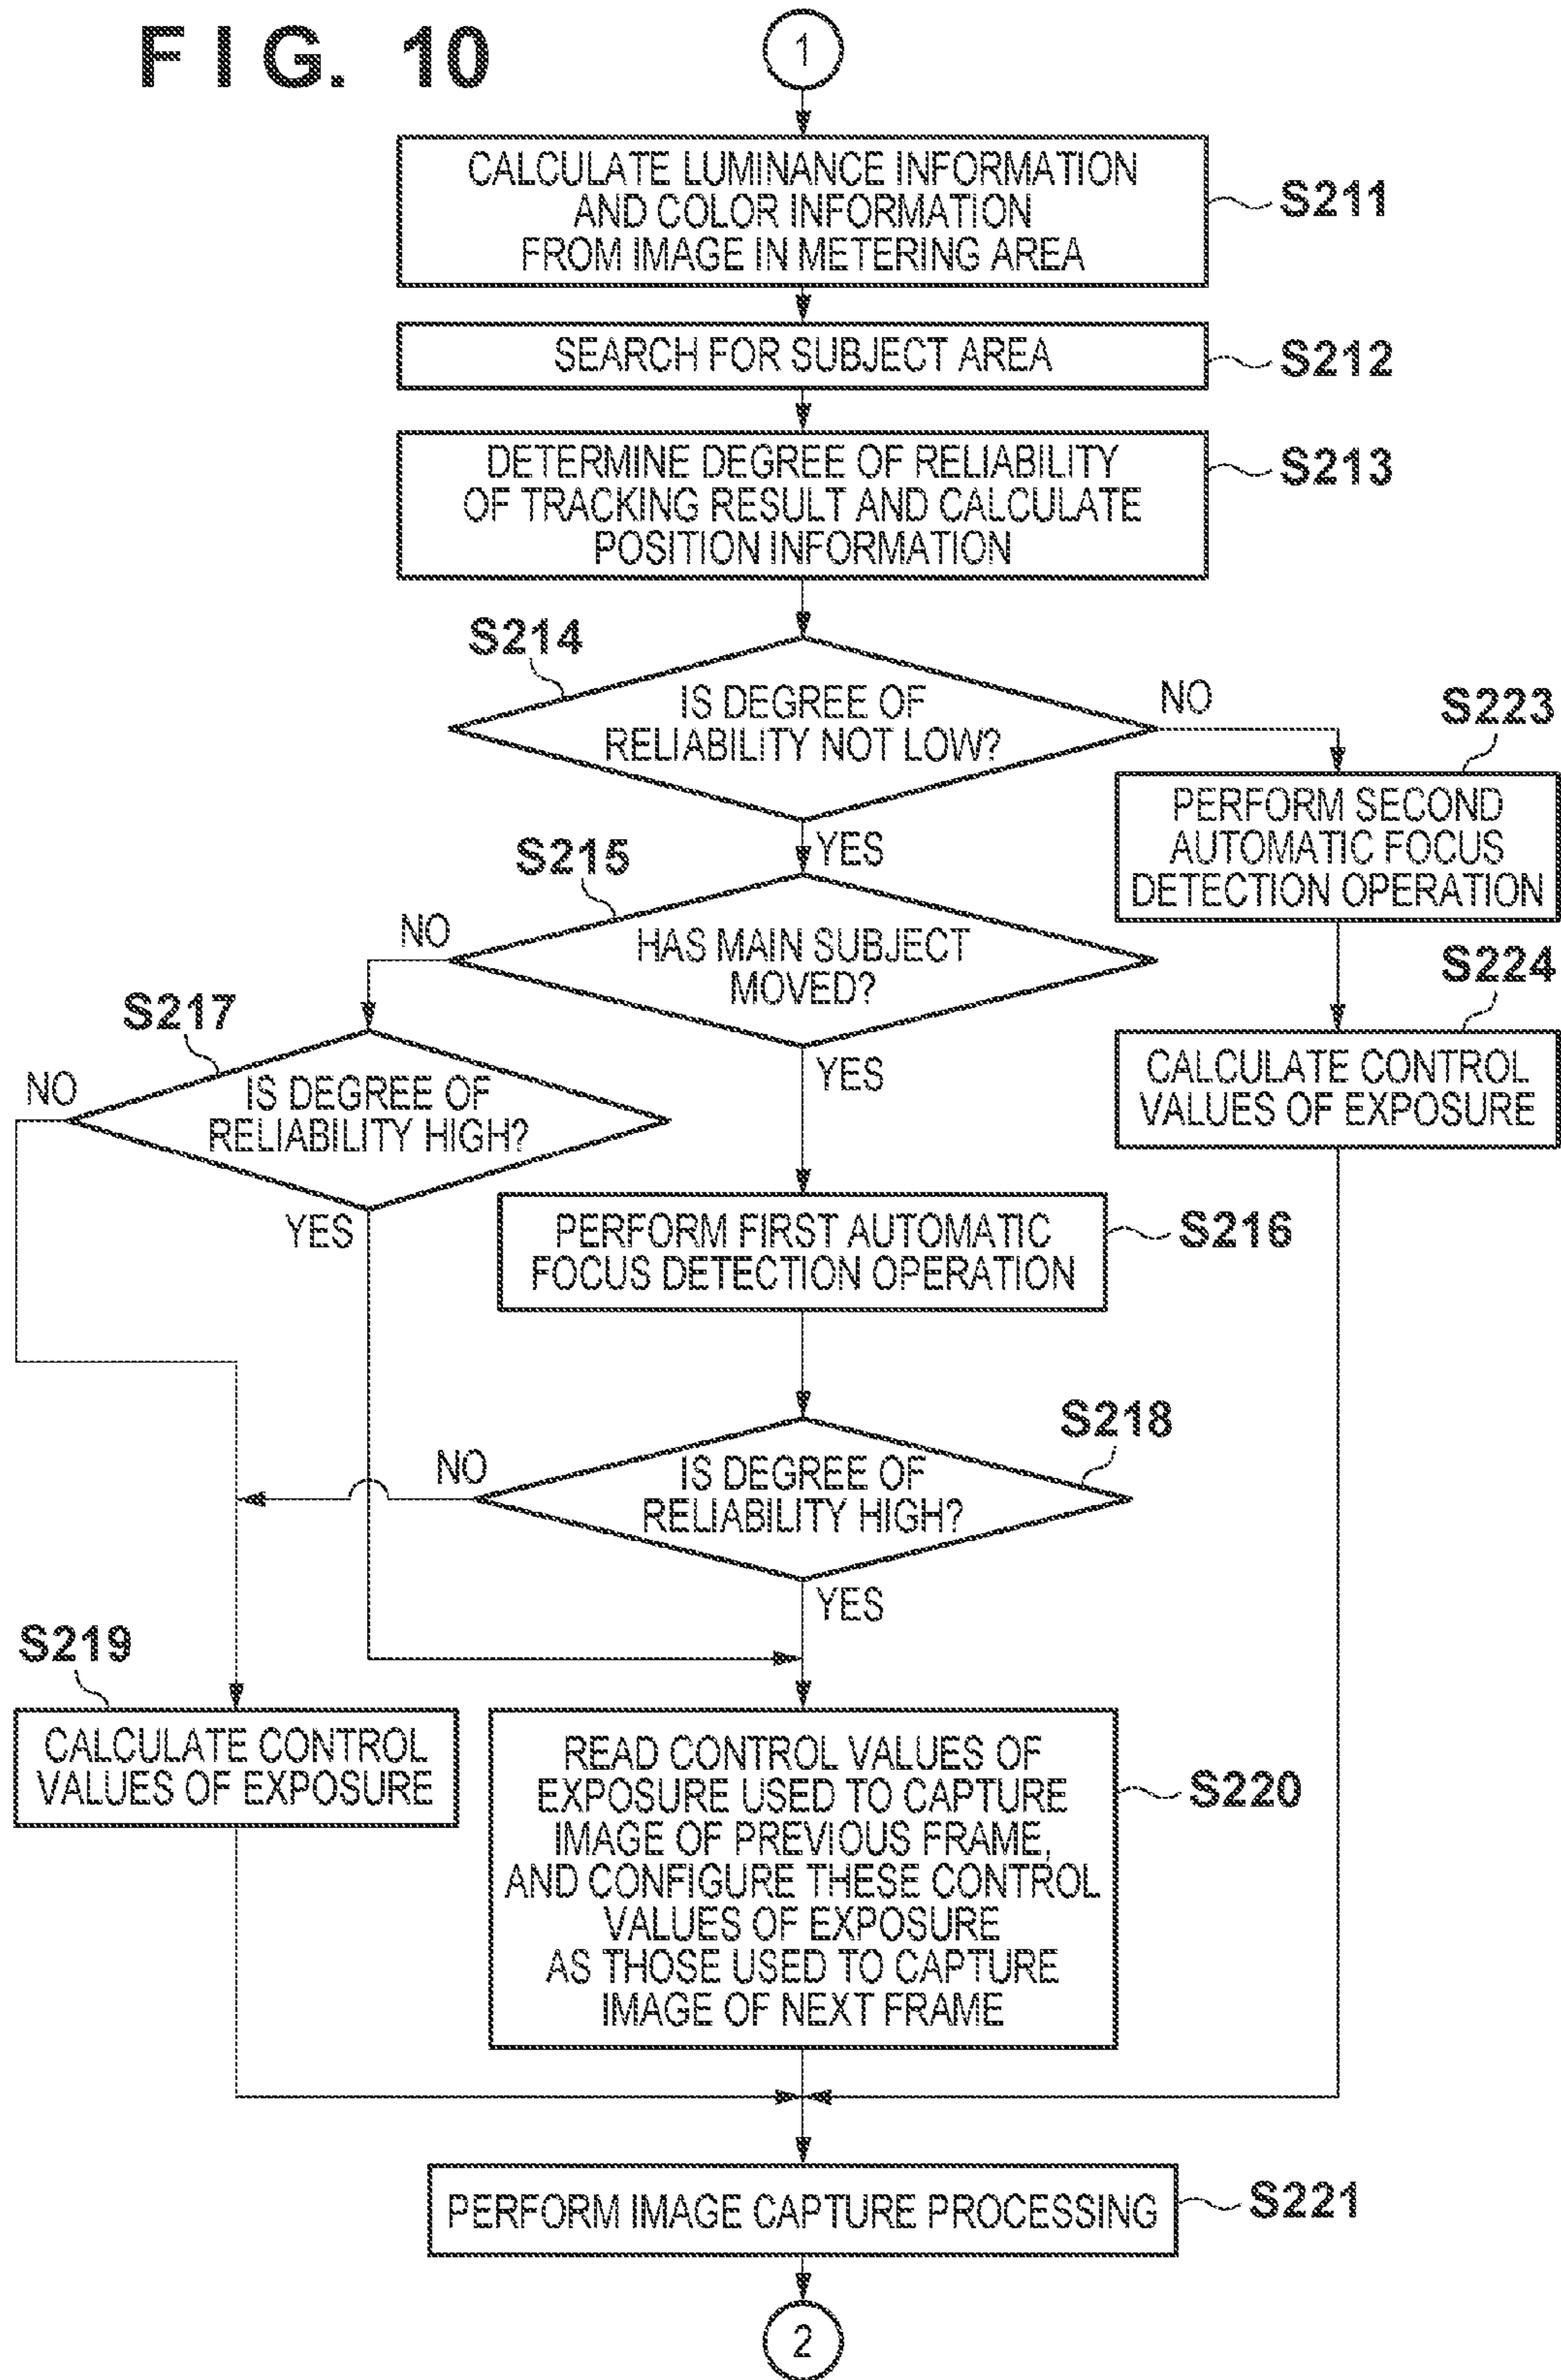 FIG. 10
1
CALCULATE LUMINANCE INFORMATION
AND COLOR INFORMATION
FROM IMAGE IN METERING AREA
S211
SEARCH FOR SUBJECT AREA
S212
DETERMINE DEGREE OF RELIABILITY
OF TRACKING RESULT AND CALCULATE
POSITION INFORMATION
S213
S214
IS DEGREE OF
RELIABILITY NOT LOW?
NO
YES
S223
PERFORM SECOND
AUTOMATIC FOCUS
DETECTION OPERATION
S215
HAS MAIN SUBJECT
MOVED?
NO
YES
S224
CALCULATE CONTROL
VALUES OF EXPOSURE
S217
IS DEGREE OF
RELIABILITY HIGH?
NO
YES
PERFORM FIRST AUTOMATIC
FOCUS DETECTION OPERATION
S216
S218
IS DEGREE OF
RELIABILITY HIGH?
NO
YES
S219
CALCULATE CONTROL
VALUES OF EXPOSURE
READ CONTROL VALUES OF
EXPOSURE USED TO CAPTURE
IMAGE OF PREVIOUS FRAME,
AND CONFIGURE THESE CONTROL
VALUES OF EXPOSURE
AS THOSE USED TO CAPTURE
IMAGE OF NEXT FRAME
S220
PERFORM IMAGE CAPTURE PROCESSING
S221
2